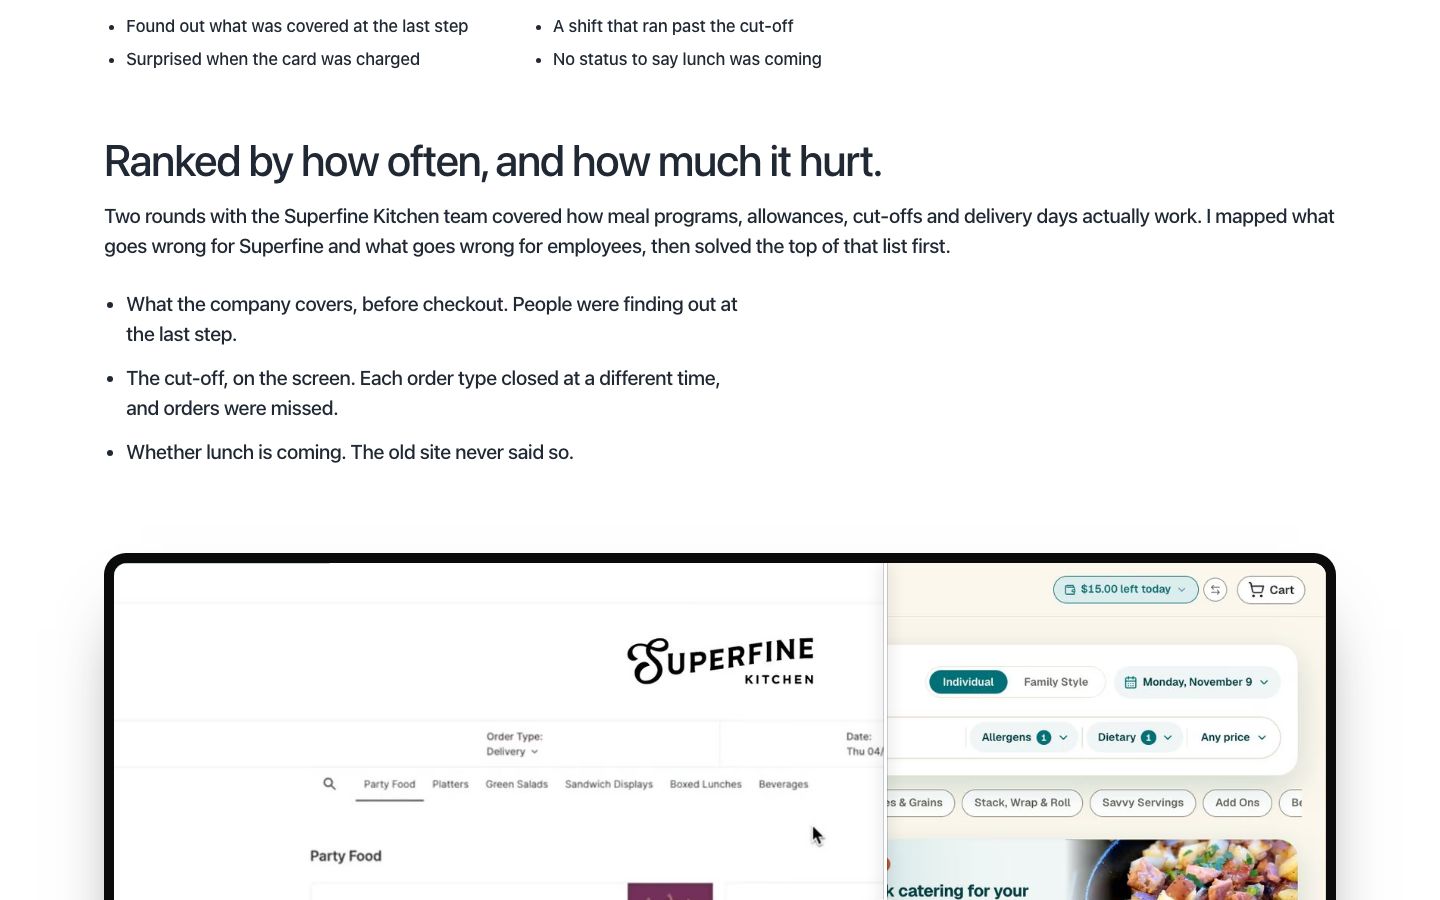 Found out what was covered at the last step
Surprised when the card was charged
A shift that ran past the cut-off
No status to say lunch was coming
Ranked by how often, and how much it hurt.
Two rounds with the Superfine Kitchen team covered how meal programs, allowances, cut-offs and delivery days actually work. I mapped what
goes wrong for Superfine and what goes wrong for employees, then solved the top of that list first.
What the company covers, before checkout. People were finding out at
the last step.
The cut-off, on the screen. Each order type closed at a different time,
and orders were missed.
Whether lunch is coming. The old site never said so.
SUPERFINE
KITCHEN
Order Type:
Delivery
Date:
Thu 04/
Party Food
Platters
Green Salads
Sandwich Displays
Boxed Lunches
Beverages
Party Food
$15.00 left today
Cart
Individual
Family Style
Monday, November 9
Allergens 1
Dietary 1
Any price
es & Grains
Stack, Wrap & Roll
Savvy Servings
Add Ons
Be
k catering for your